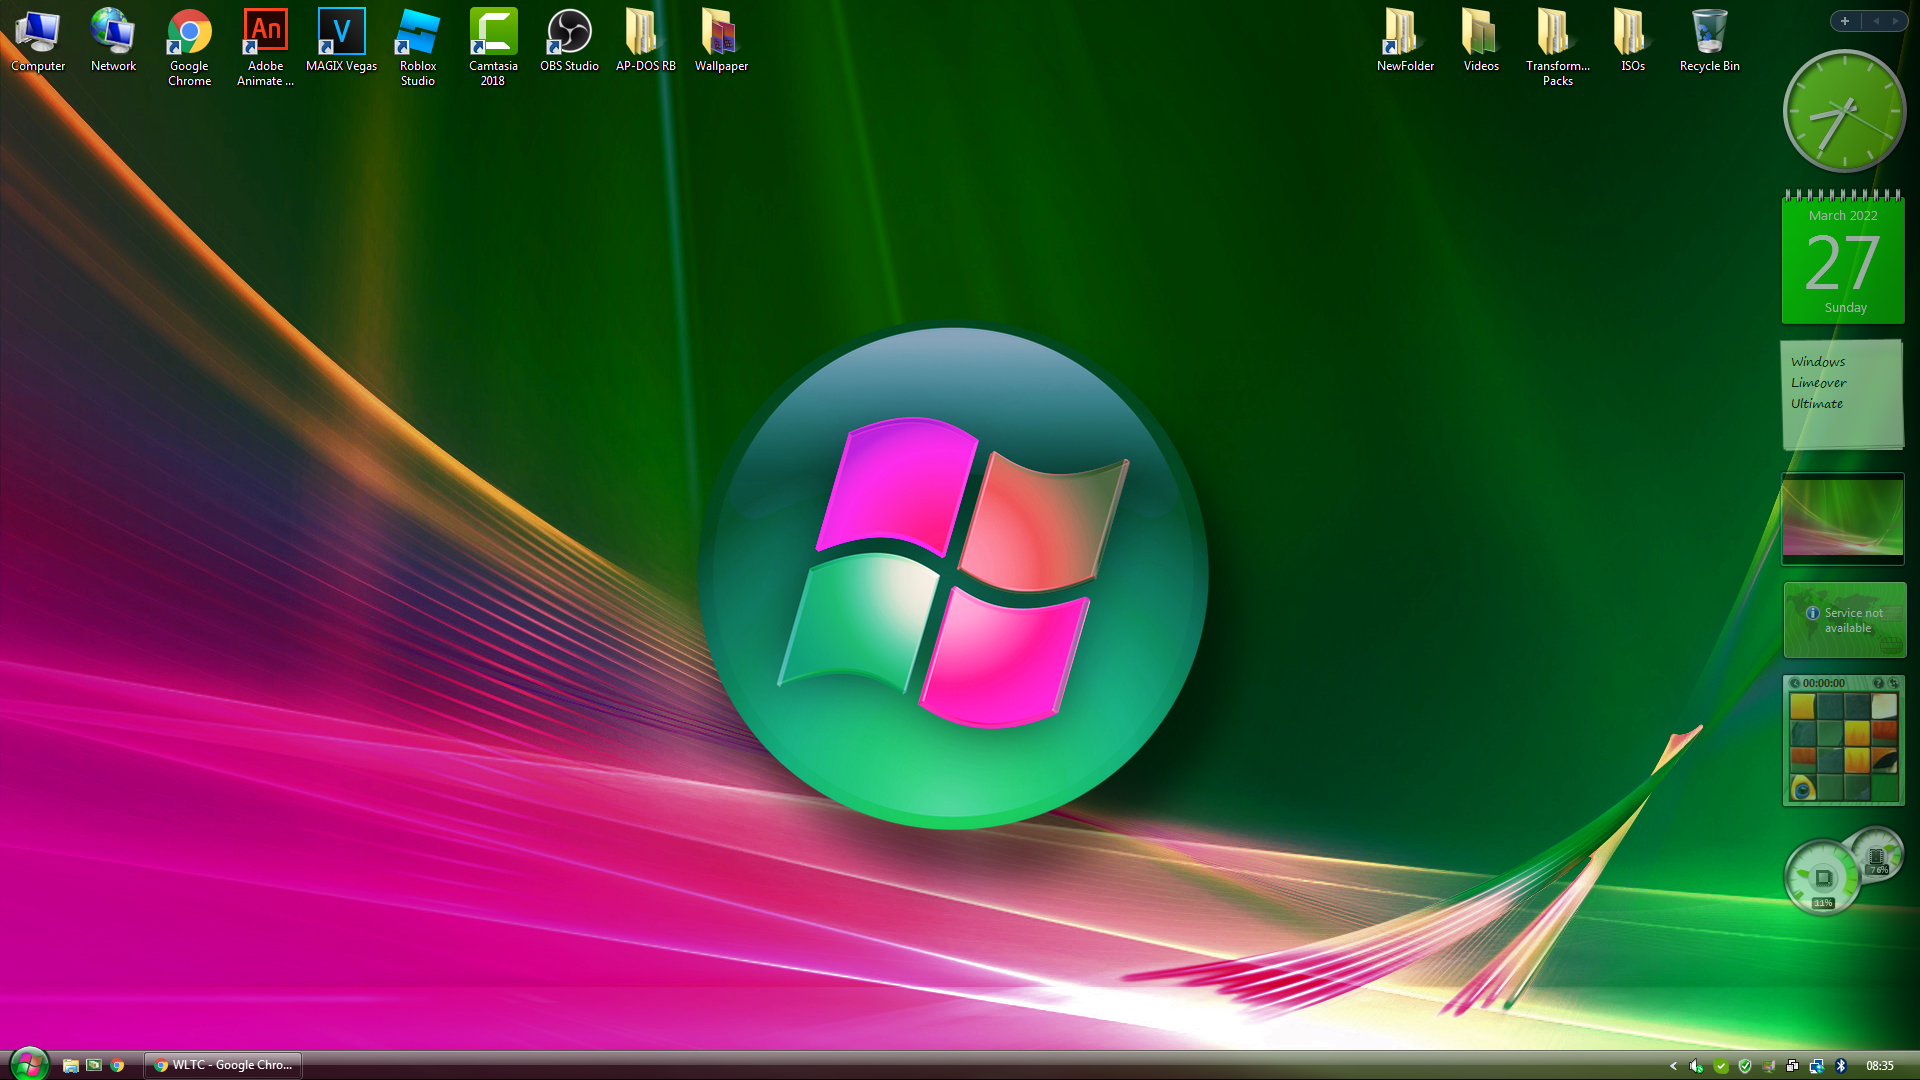 Computer
Network
Google
Chrome
Adobe
Animate ...
MAGIX Vegas
Roblox
Studio
Camtasia
2018
OBS Studio
AP-DOS RB
Wallpaper
NewFolder
Videos
Transform...
Packs
ISOs
Recycle Bin
An
V
March 2022
27
Sunday
Windows
Limeover
Ultimate
Service not
available
00:00:00
76%
11%
WLTC - Google Chro...
08:35